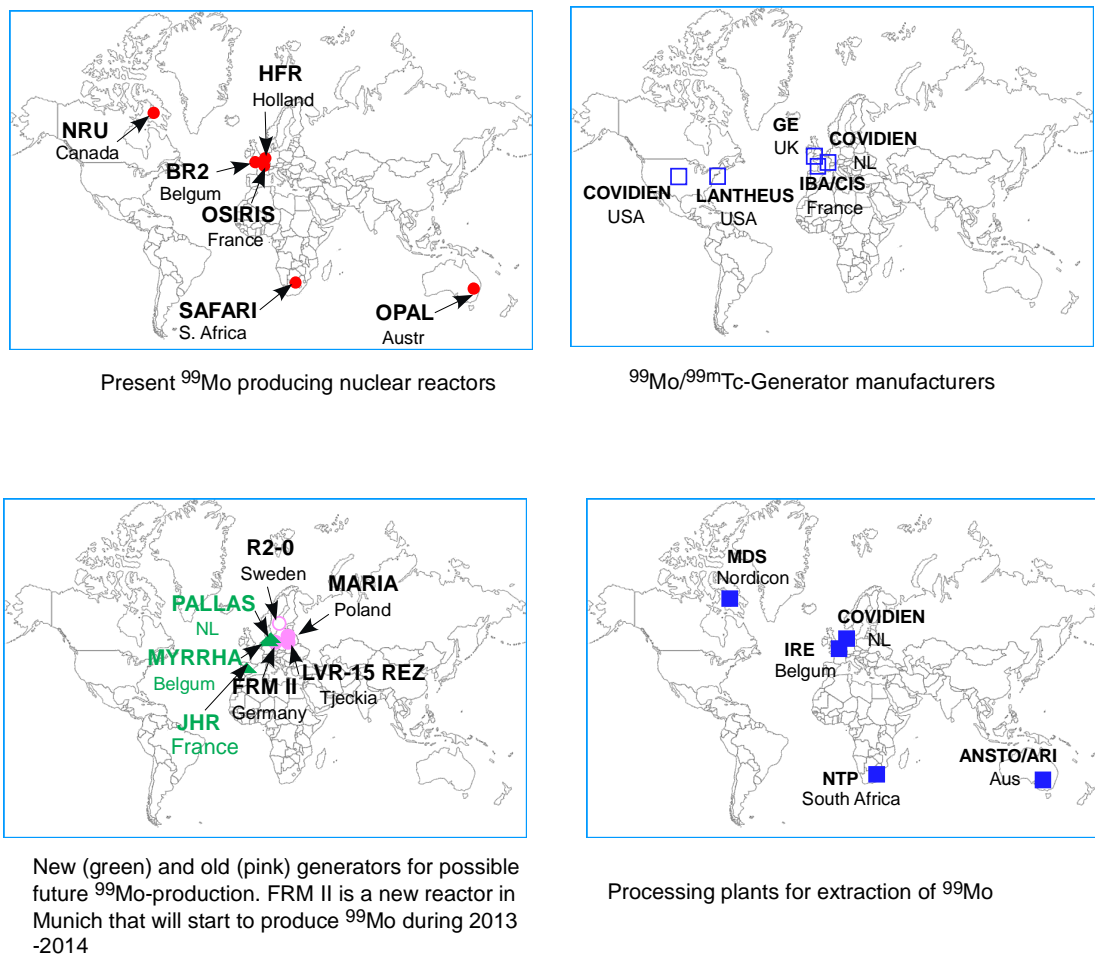 HFR
Holland
NRU
Canada
BR2
Belgum
OSIRIS
France
SAFARI
S. Africa
OPAL
Austr
Present 99Mo producing nuclear reactors
GE
UK
COVIDIEN
NL
COVIDIEN
USA
LANTHEUS
USA
IBA/CIS
France
99Mo/99mTc-Generator manufacturers
R2-0
Sweden
MARIA
Poland
PALLAS
NL
MYRRHA
Belgum
FRM II
Germany
LVR-15 REZ
Tjeckia
JHR
France
New (green) and old (pink) generators for possible
future 99Mo-production. FRM II is a new reactor in
Munich that will start to produce 99Mo during 2013
-2014
MDS
Nordicon
COVIDIEN
NL
IRE
Belgum
NTP
South Africa
ANSTO/ARI
Aus
Processing plants for extraction of 99Mo